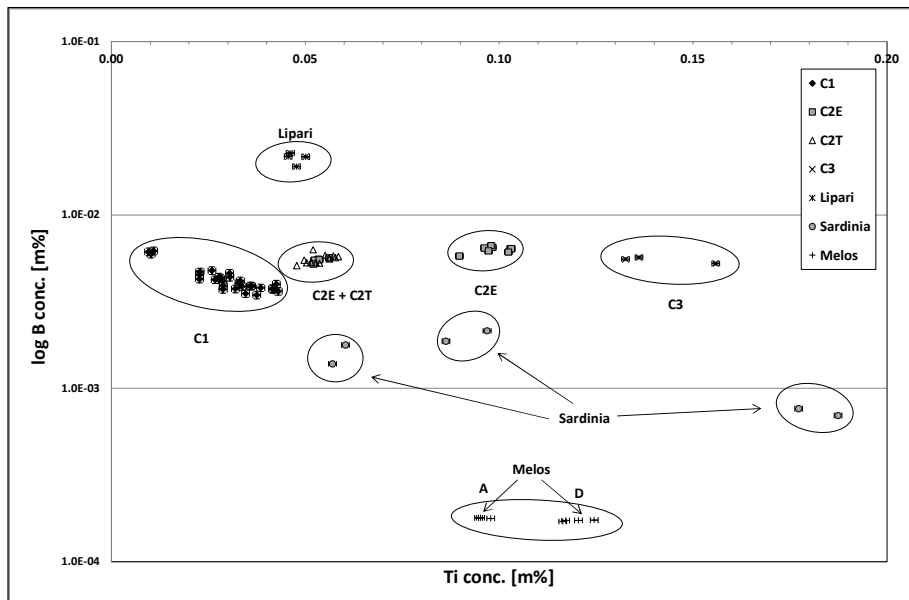 1.0E-01
0.00 0.05 0.10 0.15 0.20
C1
C2E
C2T
C3
Lipari
Sardinia
Melos
Lipari
1.0E-02
C2E + C2T
C2E
C3
C1
log B conc. [m%]
1.0E-03
Sardinia
Melos
A D
1.0E-04
Ti conc. [m%]